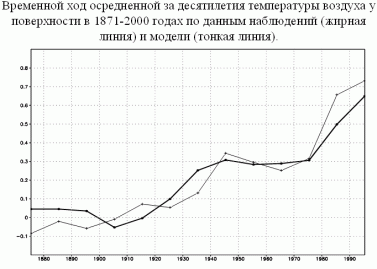 Временной ход осредненной за десятилетия температуры воздуха у
поверхности в 1871-2000 годах по данным наблюдений (жирная
линия) и модели (тонкая линия).
0.8
0.7
0.6
0.5
0.4
0.3
0.2
0.1
0
-0.1
1880 1890 1900 1910 1920 1930 1940 1950 1960 1970 1980 1990